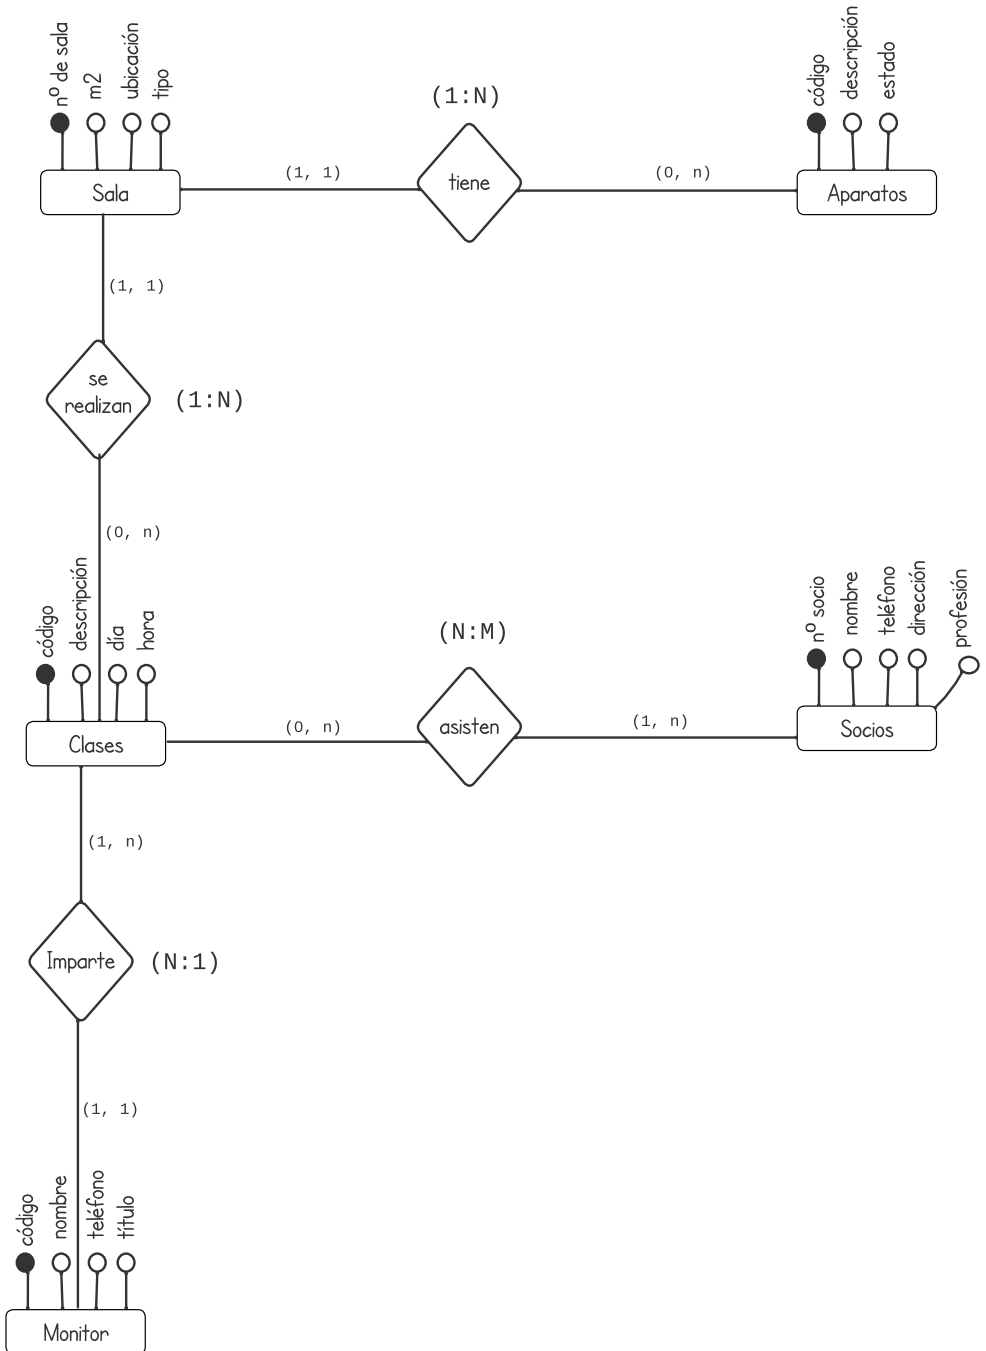 nº de sala
m2
ubicación
tipo
código
descripción
estado
(1:N)
Sala
(1, 1)
tiene
(0, n)
Aparatos
(1, 1)
se
realizan
(1:N)
(0, n)
código
descripción
día
hora
nº socio
nombre
teléfono
dirección
profesión
(N:M)
Clases
(0, n)
asisten
(1, n)
Socios
(1, n)
Imparte
(N:1)
(1, 1)
código
nombre
teléfono
título
Monitor